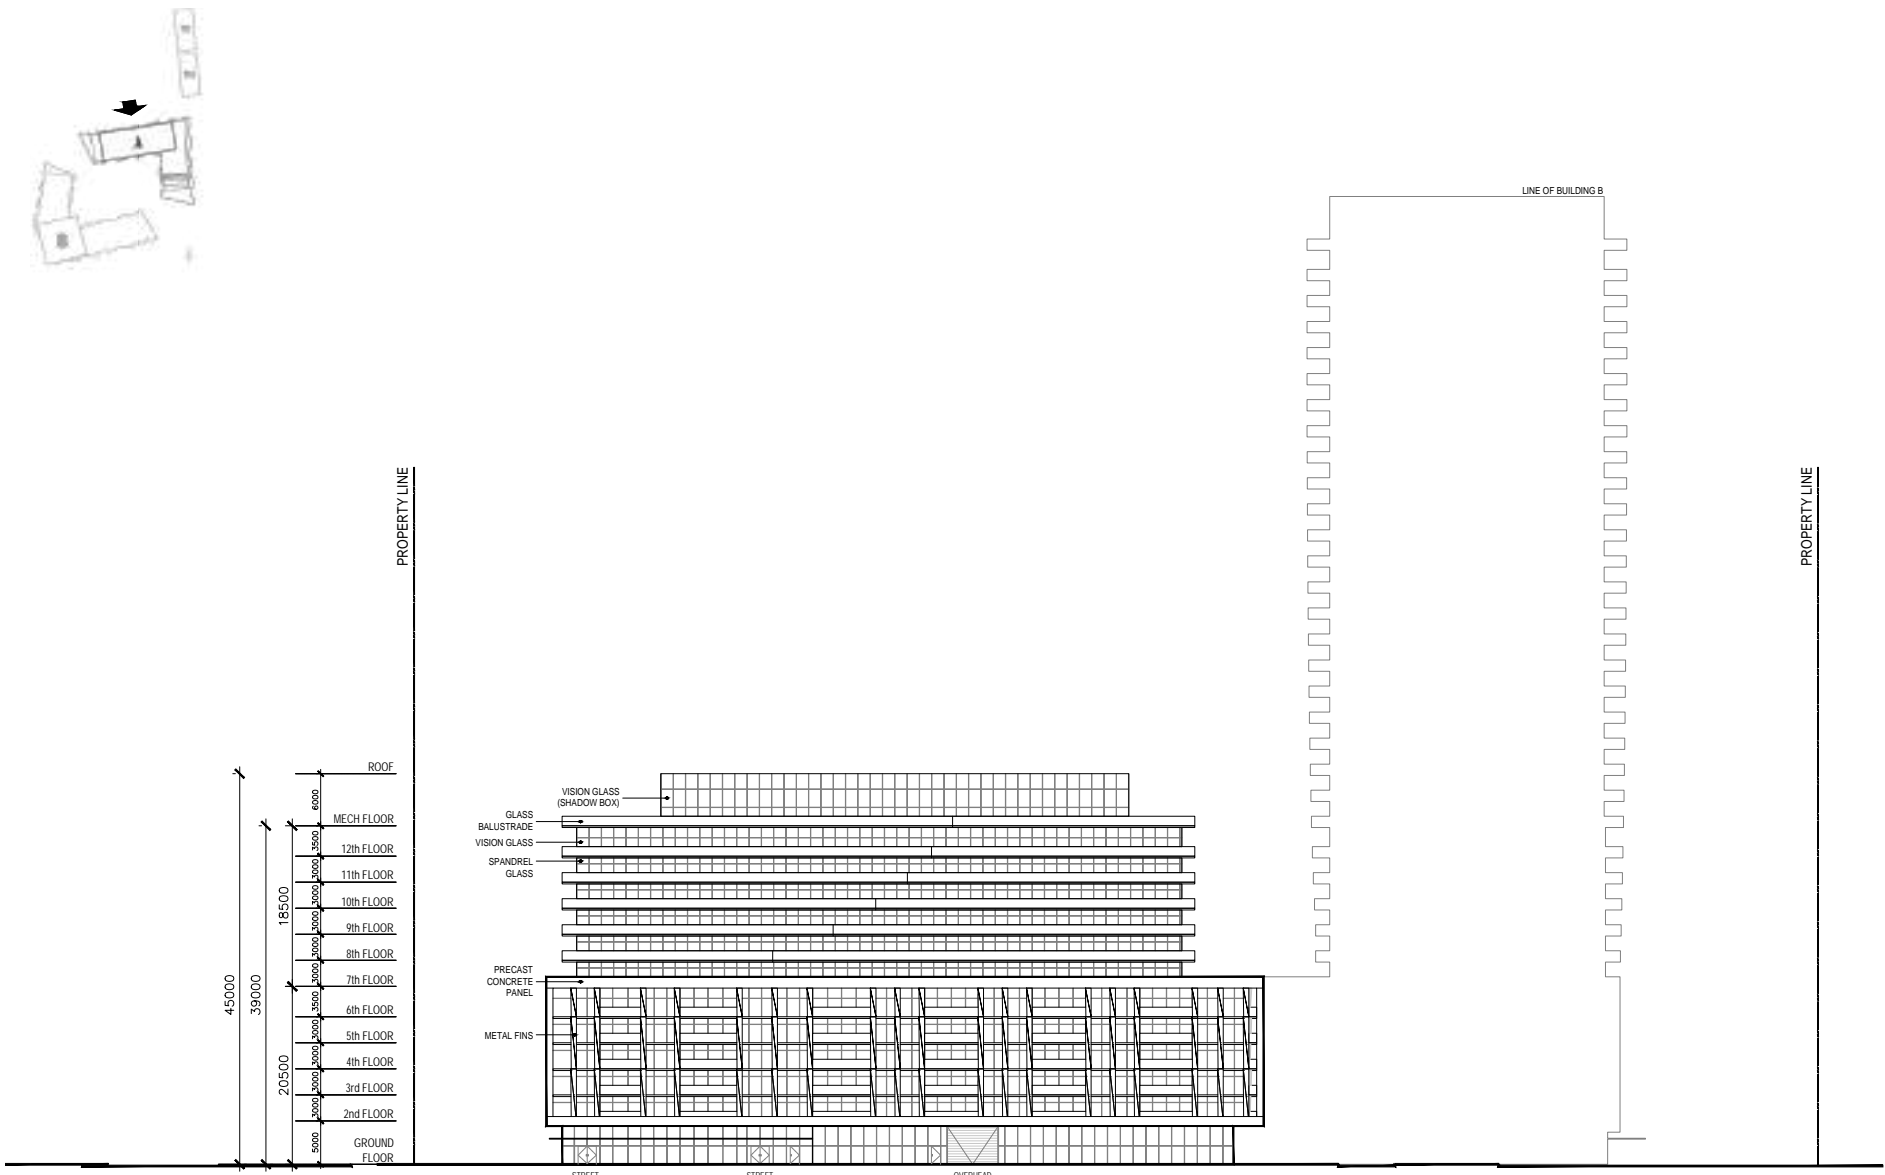 LINE OF BUILDING B
PROPERTY LINE
PROPERTY LINE
ROOF
6000
MECH FLOOR
3500
12th FLOOR
3000
11th FLOOR
3000
10th FLOOR
3000
9th FLOOR
3000
8th FLOOR
3000
7th FLOOR
3500
6th FLOOR
3000
5th FLOOR
3000
4th FLOOR
3000
3rd FLOOR
3000
2nd FLOOR
5000
GROUND
FLOOR
45000
39000
18500
20500
VISION GLASS
(SHADOW BOX)
GLASS
BALUSTRADE
VISION GLASS
SPANDREL
GLASS
PRECAST
CONCRETE
PANEL
METAL FINS
STREET
STREET
OVERHEAD